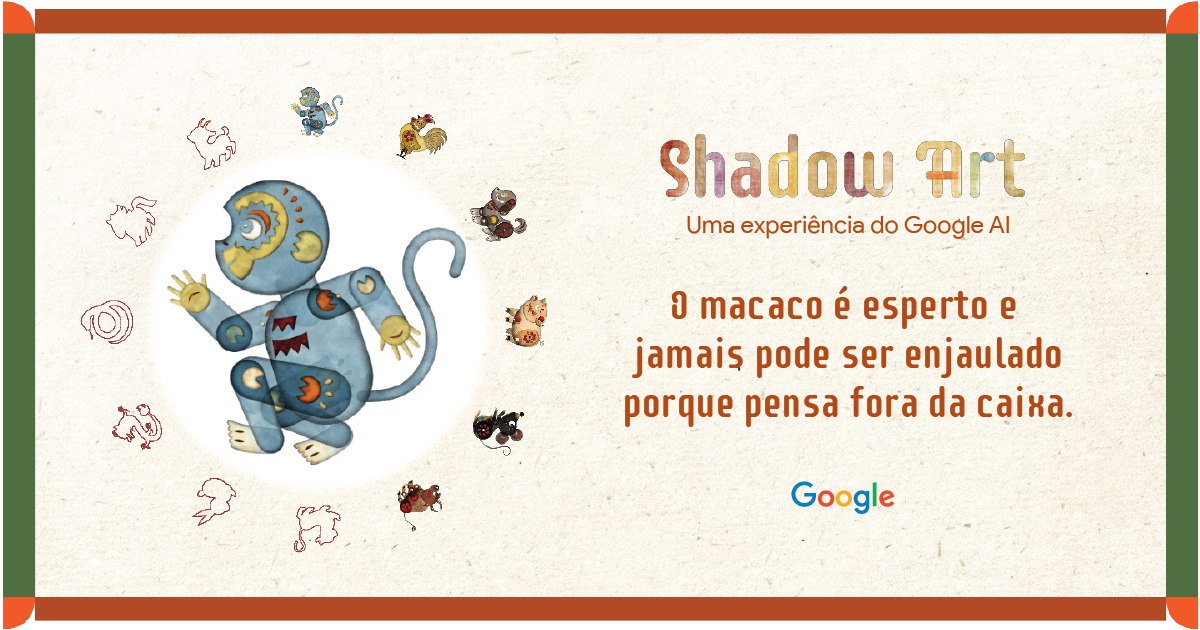 Shadow Art
Uma experiência do Google AI
O macaco é esperto e
jamais pode ser enjaulado
porque pensa fora da caixa.
Google